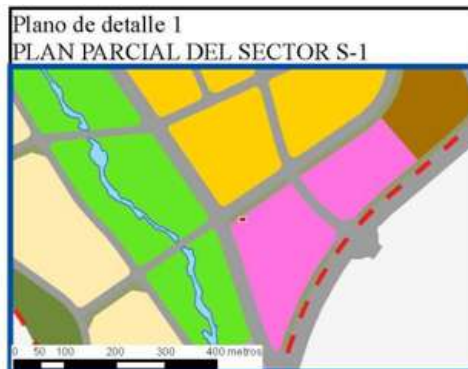 Plano de detalle 1
PLAN PARCIAL DEL SECTOR S-1
0 50 100 200 300 400 metros